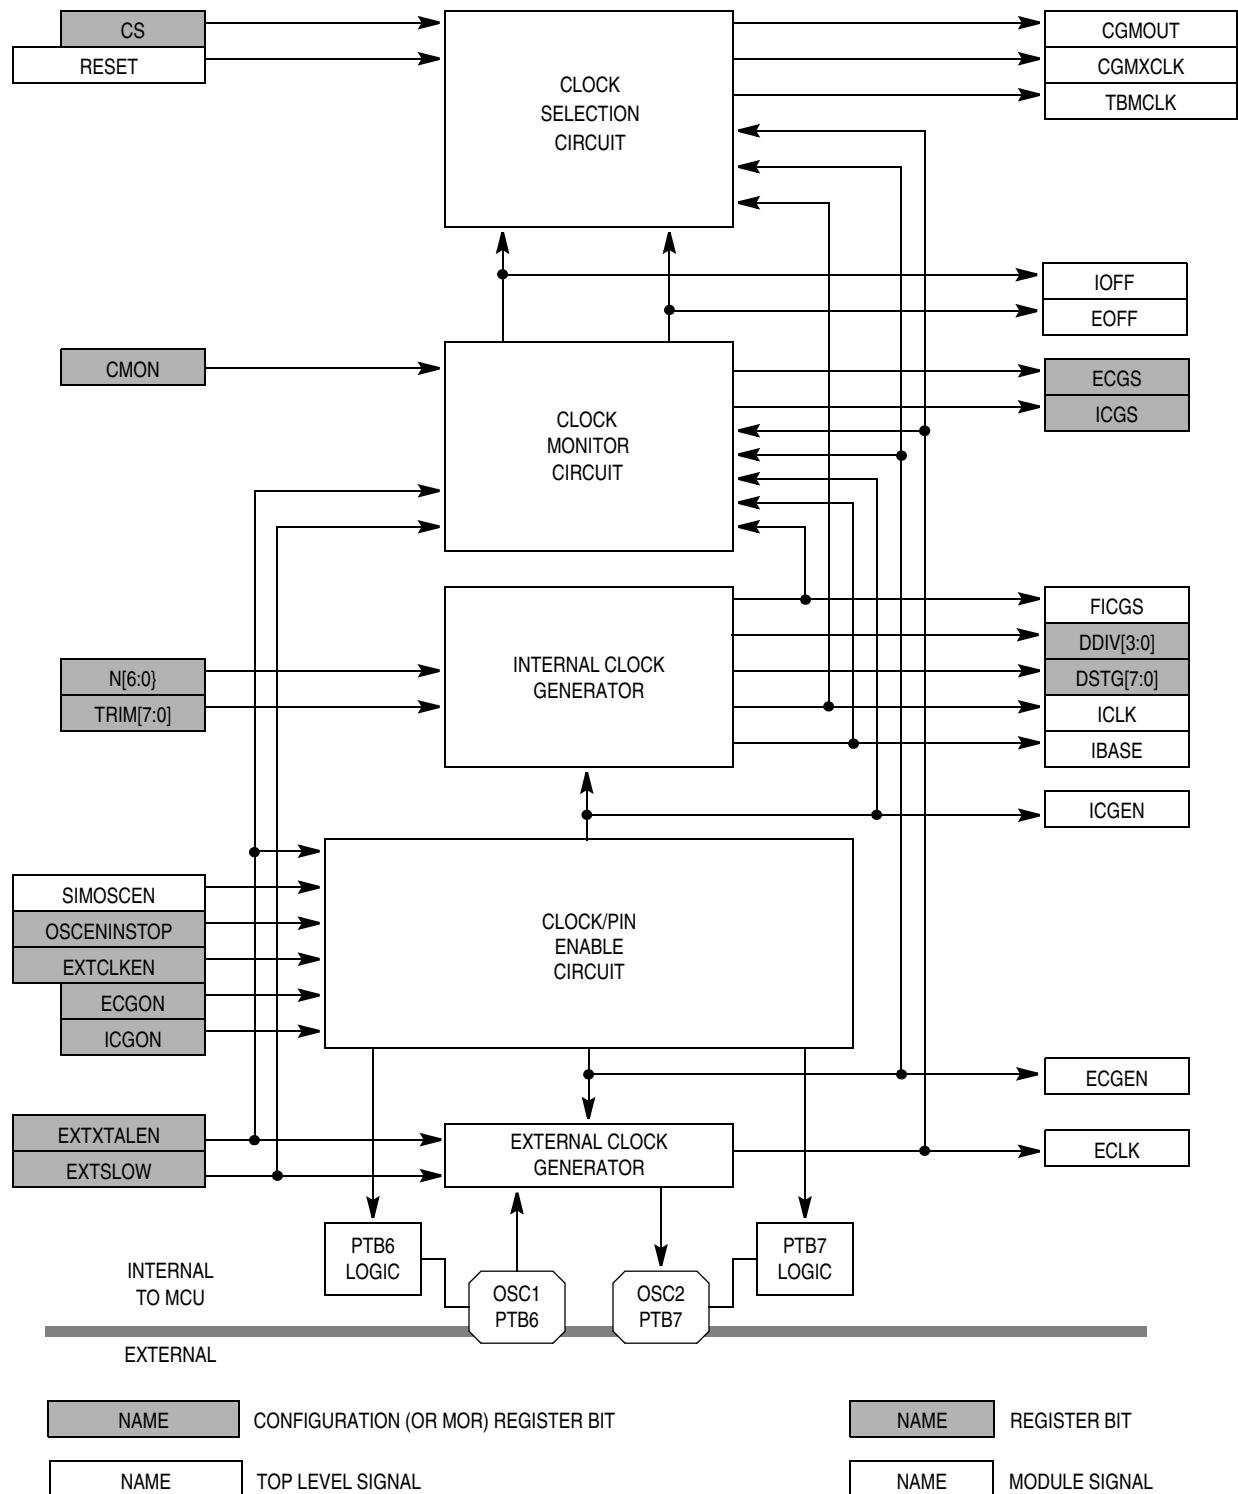 CS
RESET
CLOCK
SELECTION
CIRCUIT
CGMOUT
CGMXCLK
TBMCLK
IOFF
EOFF
CMON
CLOCK
MONITOR
CIRCUIT
ECGS
ICGS
N[6:0}
TRIM[7:0]
INTERNAL CLOCK
GENERATOR
FICGS
DDIV[3:0]
DSTG[7:0]
ICLK
IBASE
ICGEN
SIMOSCEN
OSCENINSTOP
EXTCLKEN
ECGON
ICGON
CLOCK/PIN
ENABLE
CIRCUIT
ECGEN
EXTXTALEN
EXTSLOW
EXTERNAL CLOCK
GENERATOR
ECLK
PTB6
LOGIC
OSC1
PTB6
OSC2
PTB7
PTB7
LOGIC
INTERNAL
TO MCU
EXTERNAL
NAME CONFIGURATION (OR MOR) REGISTER BIT
NAME REGISTER BIT
NAME TOP LEVEL SIGNAL
NAME MODULE SIGNAL